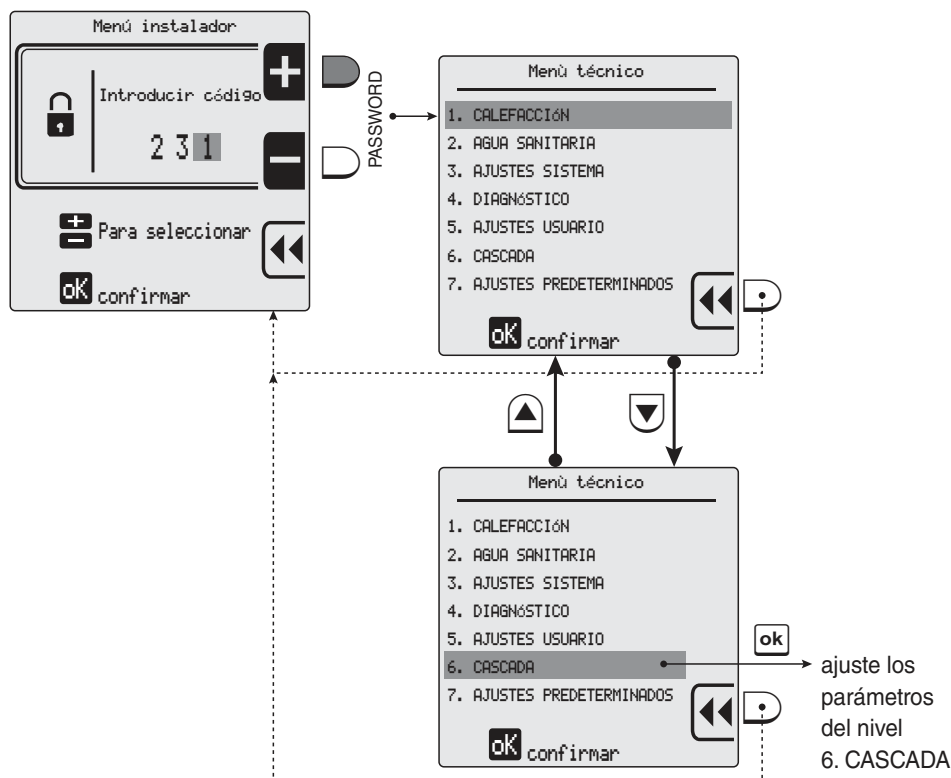 Menú instalador
Introducir código
2 3 1
Para seleccionar
oK confirmar
PASSWORD
Menù técnico
1. CALEFACCIóN
2. AGUA SANITARIA
3. AJUSTES SISTEMA
4. DIAGNóSTICO
5. AJUSTES USUARIO
6. CASCADA
7. AJUSTES PREDETERMINADOS
oK confirmar
Menù técnico
1. CALEFACCIóN
2. AGUA SANITARIA
3. AJUSTES SISTEMA
4. DIAGNóSTICO
5. AJUSTES USUARIO
6. CASCADA
7. AJUSTES PREDETERMINADOS
oK confirmar
ok
ajuste los
parámetros
del nivel
6. CASCADA